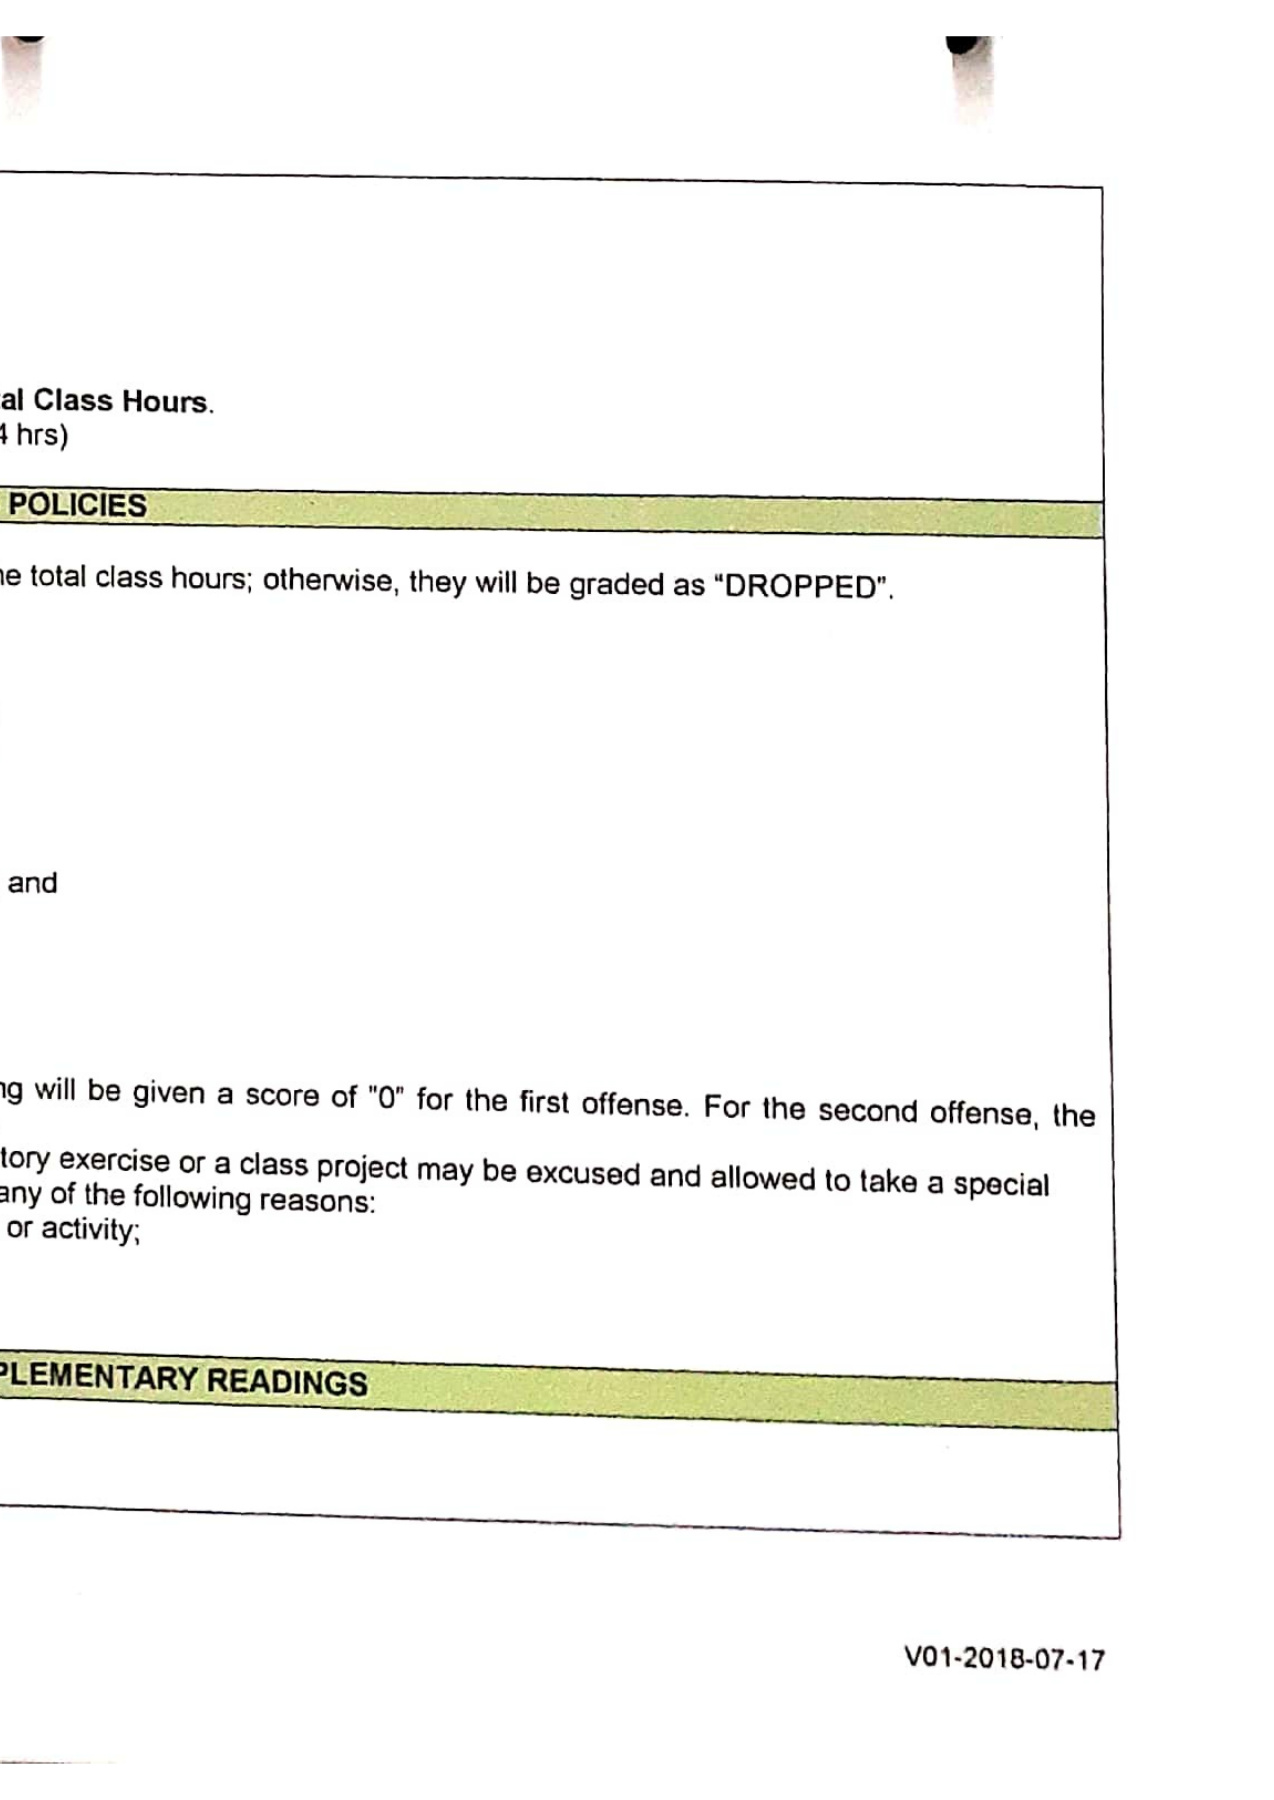 al Class Hours.
4 hrs)
POLICIES
he total class hours; otherwise, they will be graded as “DROPPED”.
and
ng will be given a score of "0" for the first offense. For the second offense, the
tory exercise or a class project may be excused and allowed to take a special
any of the following reasons:
or activity;
PLEMENTARY READINGS
V01-2018-07-17